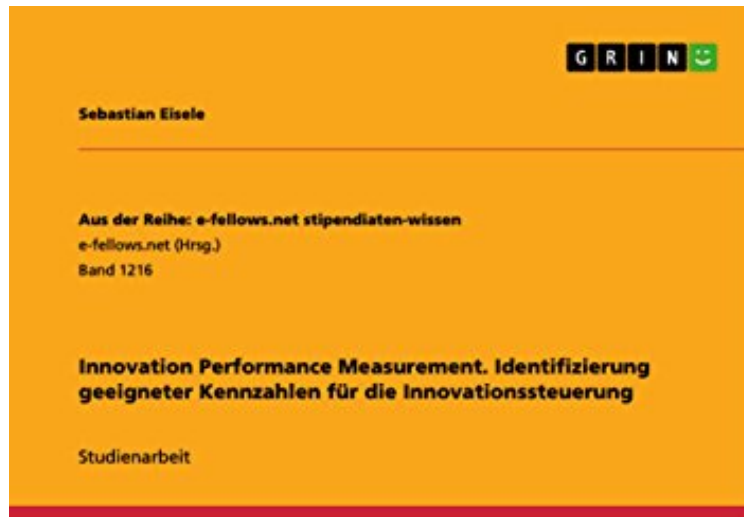 GRIN
Sebastian Eisele
Aus der Reihe: e-fellows.net stipendiaten-wissen
e-fellows.net (Hrsg.)
Band 1216
Innovation Performance Measurement. Identifizierung
geeigneter Kennzahlen für die Innovationssteuerung
Studienarbeit